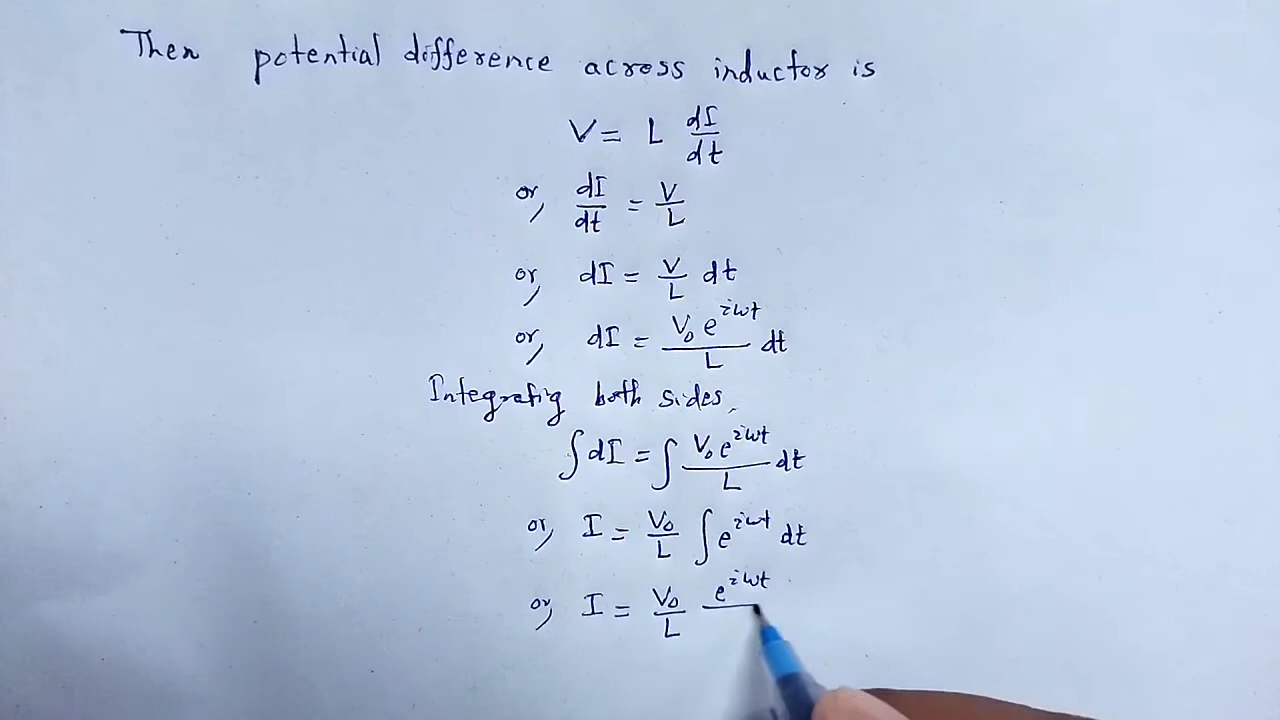 Then potential difference across inductor is
V = L dI/dt
or, dI/dt = V/L
or, dI = V/L dt
or, dI = V₀ e^{iωt}/L dt
Integratig both sides,
∫dI = ∫ V₀ e^{iωt}/L dt
or, I = V₀/L ∫ e^{iωt} dt
or, I = V₀/L e^{iωt}